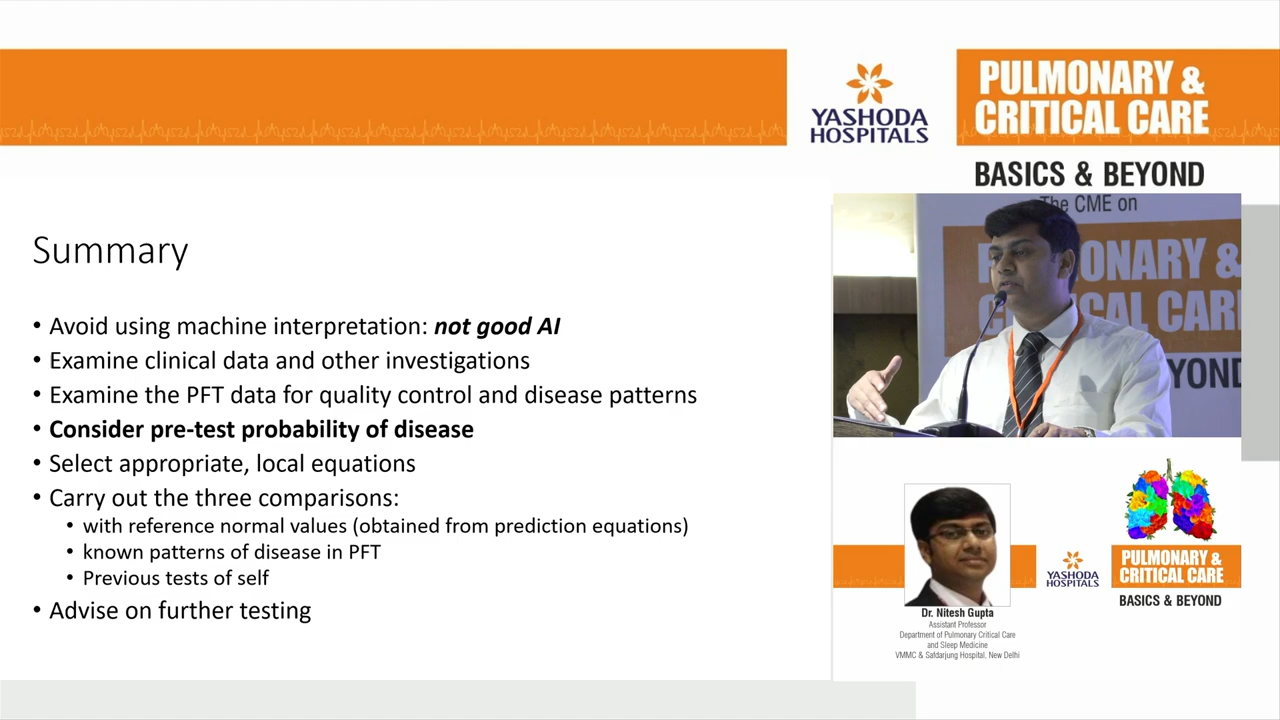 YASHODA
HOSPITALS
PULMONARY &
CRITICAL CARE
BASICS & BEYOND
Summary
• Avoid using machine interpretation: not good AI
• Examine clinical data and other investigations
• Examine the PFT data for quality control and disease patterns
• Consider pre-test probability of disease
• Select appropriate, local equations
• Carry out the three comparisons:
• with reference normal values (obtained from prediction equations)
• known patterns of disease in PFT
• Previous tests of self
• Advise on further testing
The CME on
ONARY &
CAL CAR
YOND
Dr. Nitesh Gupta
Assistant Professor
Department of Pulmonary Critical Care
and Sleep Medicine
VMMC & Safdarjung Hospital, New Delhi
YASHODA
HOSPITALS
PULMONARY &
CRITICAL CARE
BASICS & BEYOND